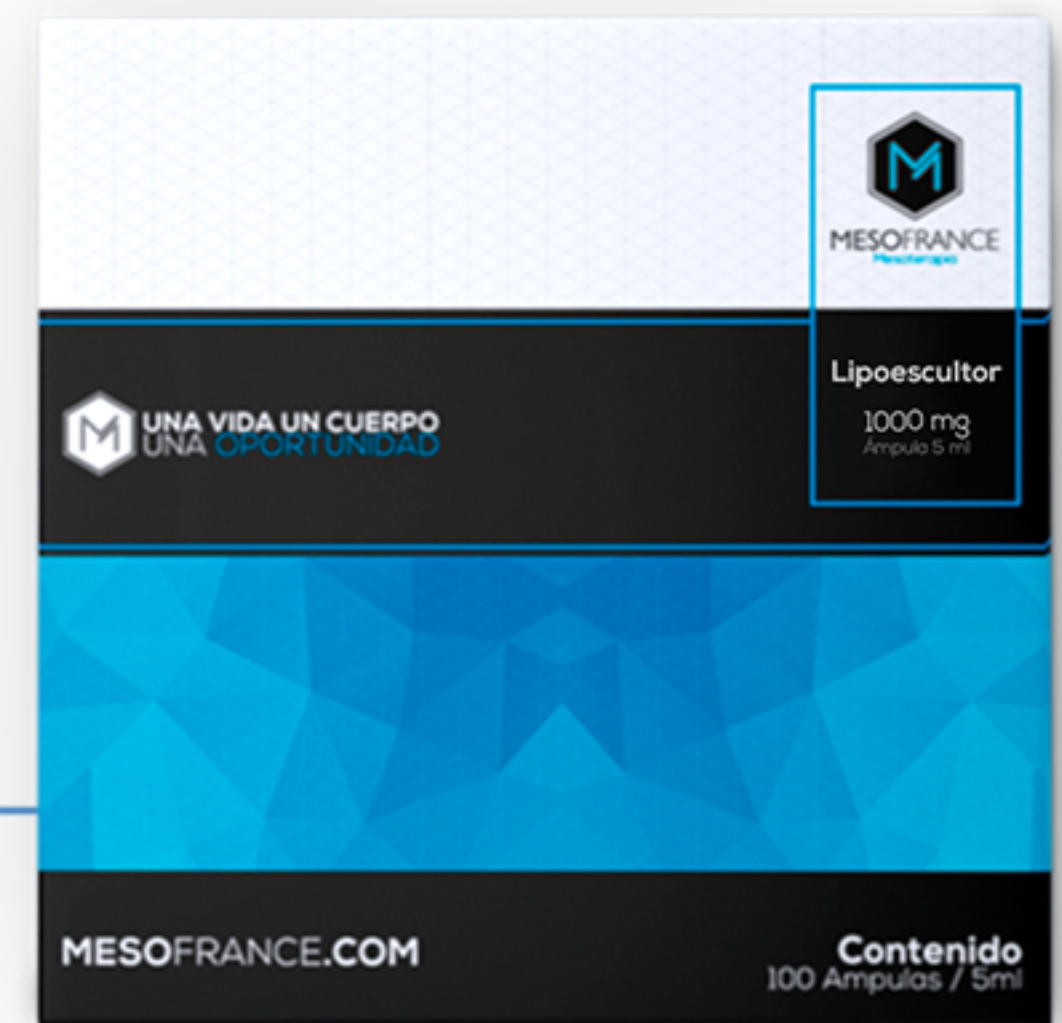 MESOFRANCE
Mesoterapia
Lipoescultor
1000 mg
Ámpula 5 ml
UNA VIDA UN CUERPO
UNA OPORTUNIDAD
MESOFRANCE.COM
Contenido
100 Ampulas / 5ml